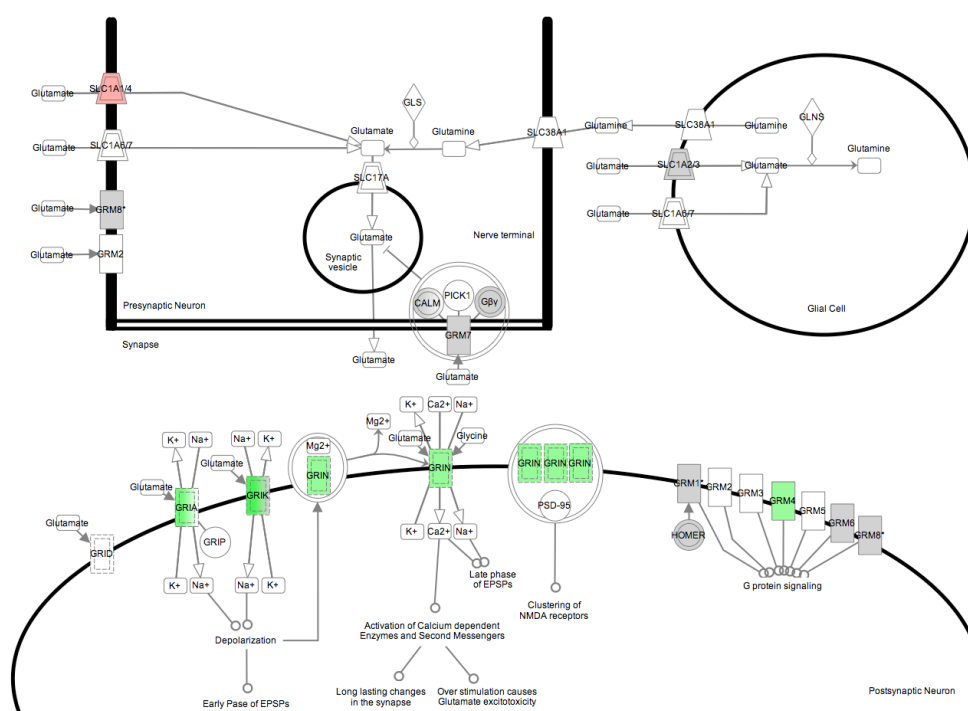 SLC1A1/4
Glutamate
GLS
Glutamate
Glutamine
SLC38A1
Glutamine
SLC38A1
Glutamine
GLNS
Glutamate
SLC1A6/7
Glutamate
SLC1A2/3
Glutamate
Glutamine
SLC17A
Glutamate
GRM8*
Glutamate
SLC1A6/7
Glutamate
GRM2
Glutamate
Synaptic
vesicle
Nerve terminal
Presynaptic Neuron
CALM
PICK1
Gβγ
Glial Cell
GRM7
Synapse
Glutamate
Glutamate
K+
Ca2+
Na+
Mg2+
K+
Na+
Na+
K+
Mg2+
Glutamate
Glycine
Glutamate
GRIN
GRIN
GRIN
GRIN
GRIN
Glutamate
GRIA
GRIK
PSD-95
GRM1*
GRM2
GRM3
GRM4
GRM5
GRM6
GRM8*
HOMER
Glutamate
GRID
GRIP
K+
Ca2+
Na+
K+
Na+
Na+
K+
Late phase
of EPSPs
G protein signaling
Clustering of
NMDA receptors
Depolarization
Activation of Calcium dependent
Enzymes and Second Messengers
Long lasting changes
in the synapse
Over stimulation causes
Glutamate excitotoxicity
Early Pase of EPSPs
Postsynaptic Neuron